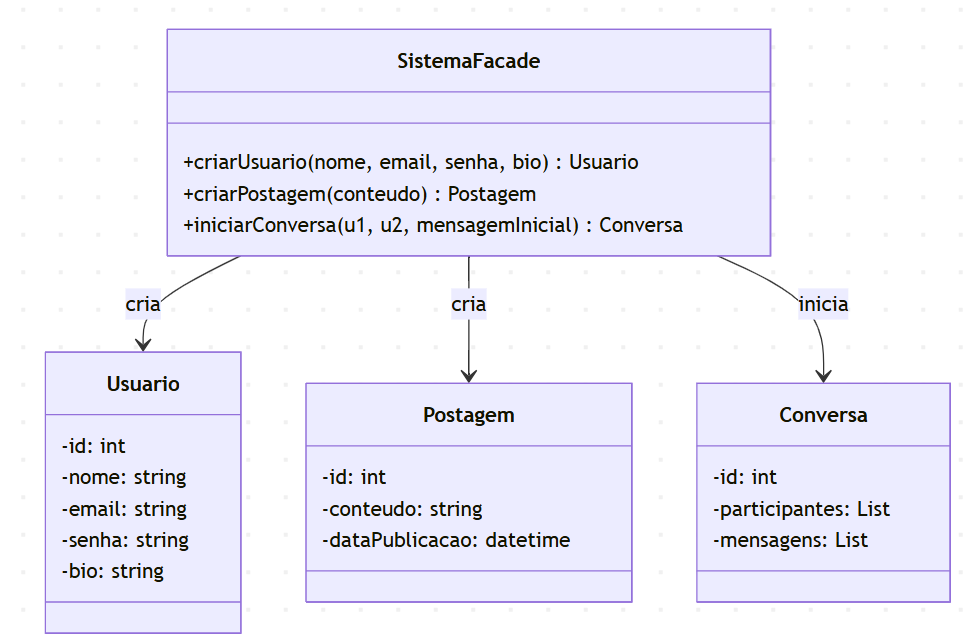 SistemaFacade
+criarUsuario(nome, email, senha, bio) : Usuario
+criarPostagem(conteudo) : Postagem
+iniciarConversa(u1, u2, mensagemInicial) : Conversa
cria
cria
inicia
Usuario
-id: int
-nome: string
-email: string
-senha: string
-bio: string
Postagem
-id: int
-conteudo: string
-dataPublicacao: datetime
Conversa
-id: int
-participantes: List
-mensagens: List